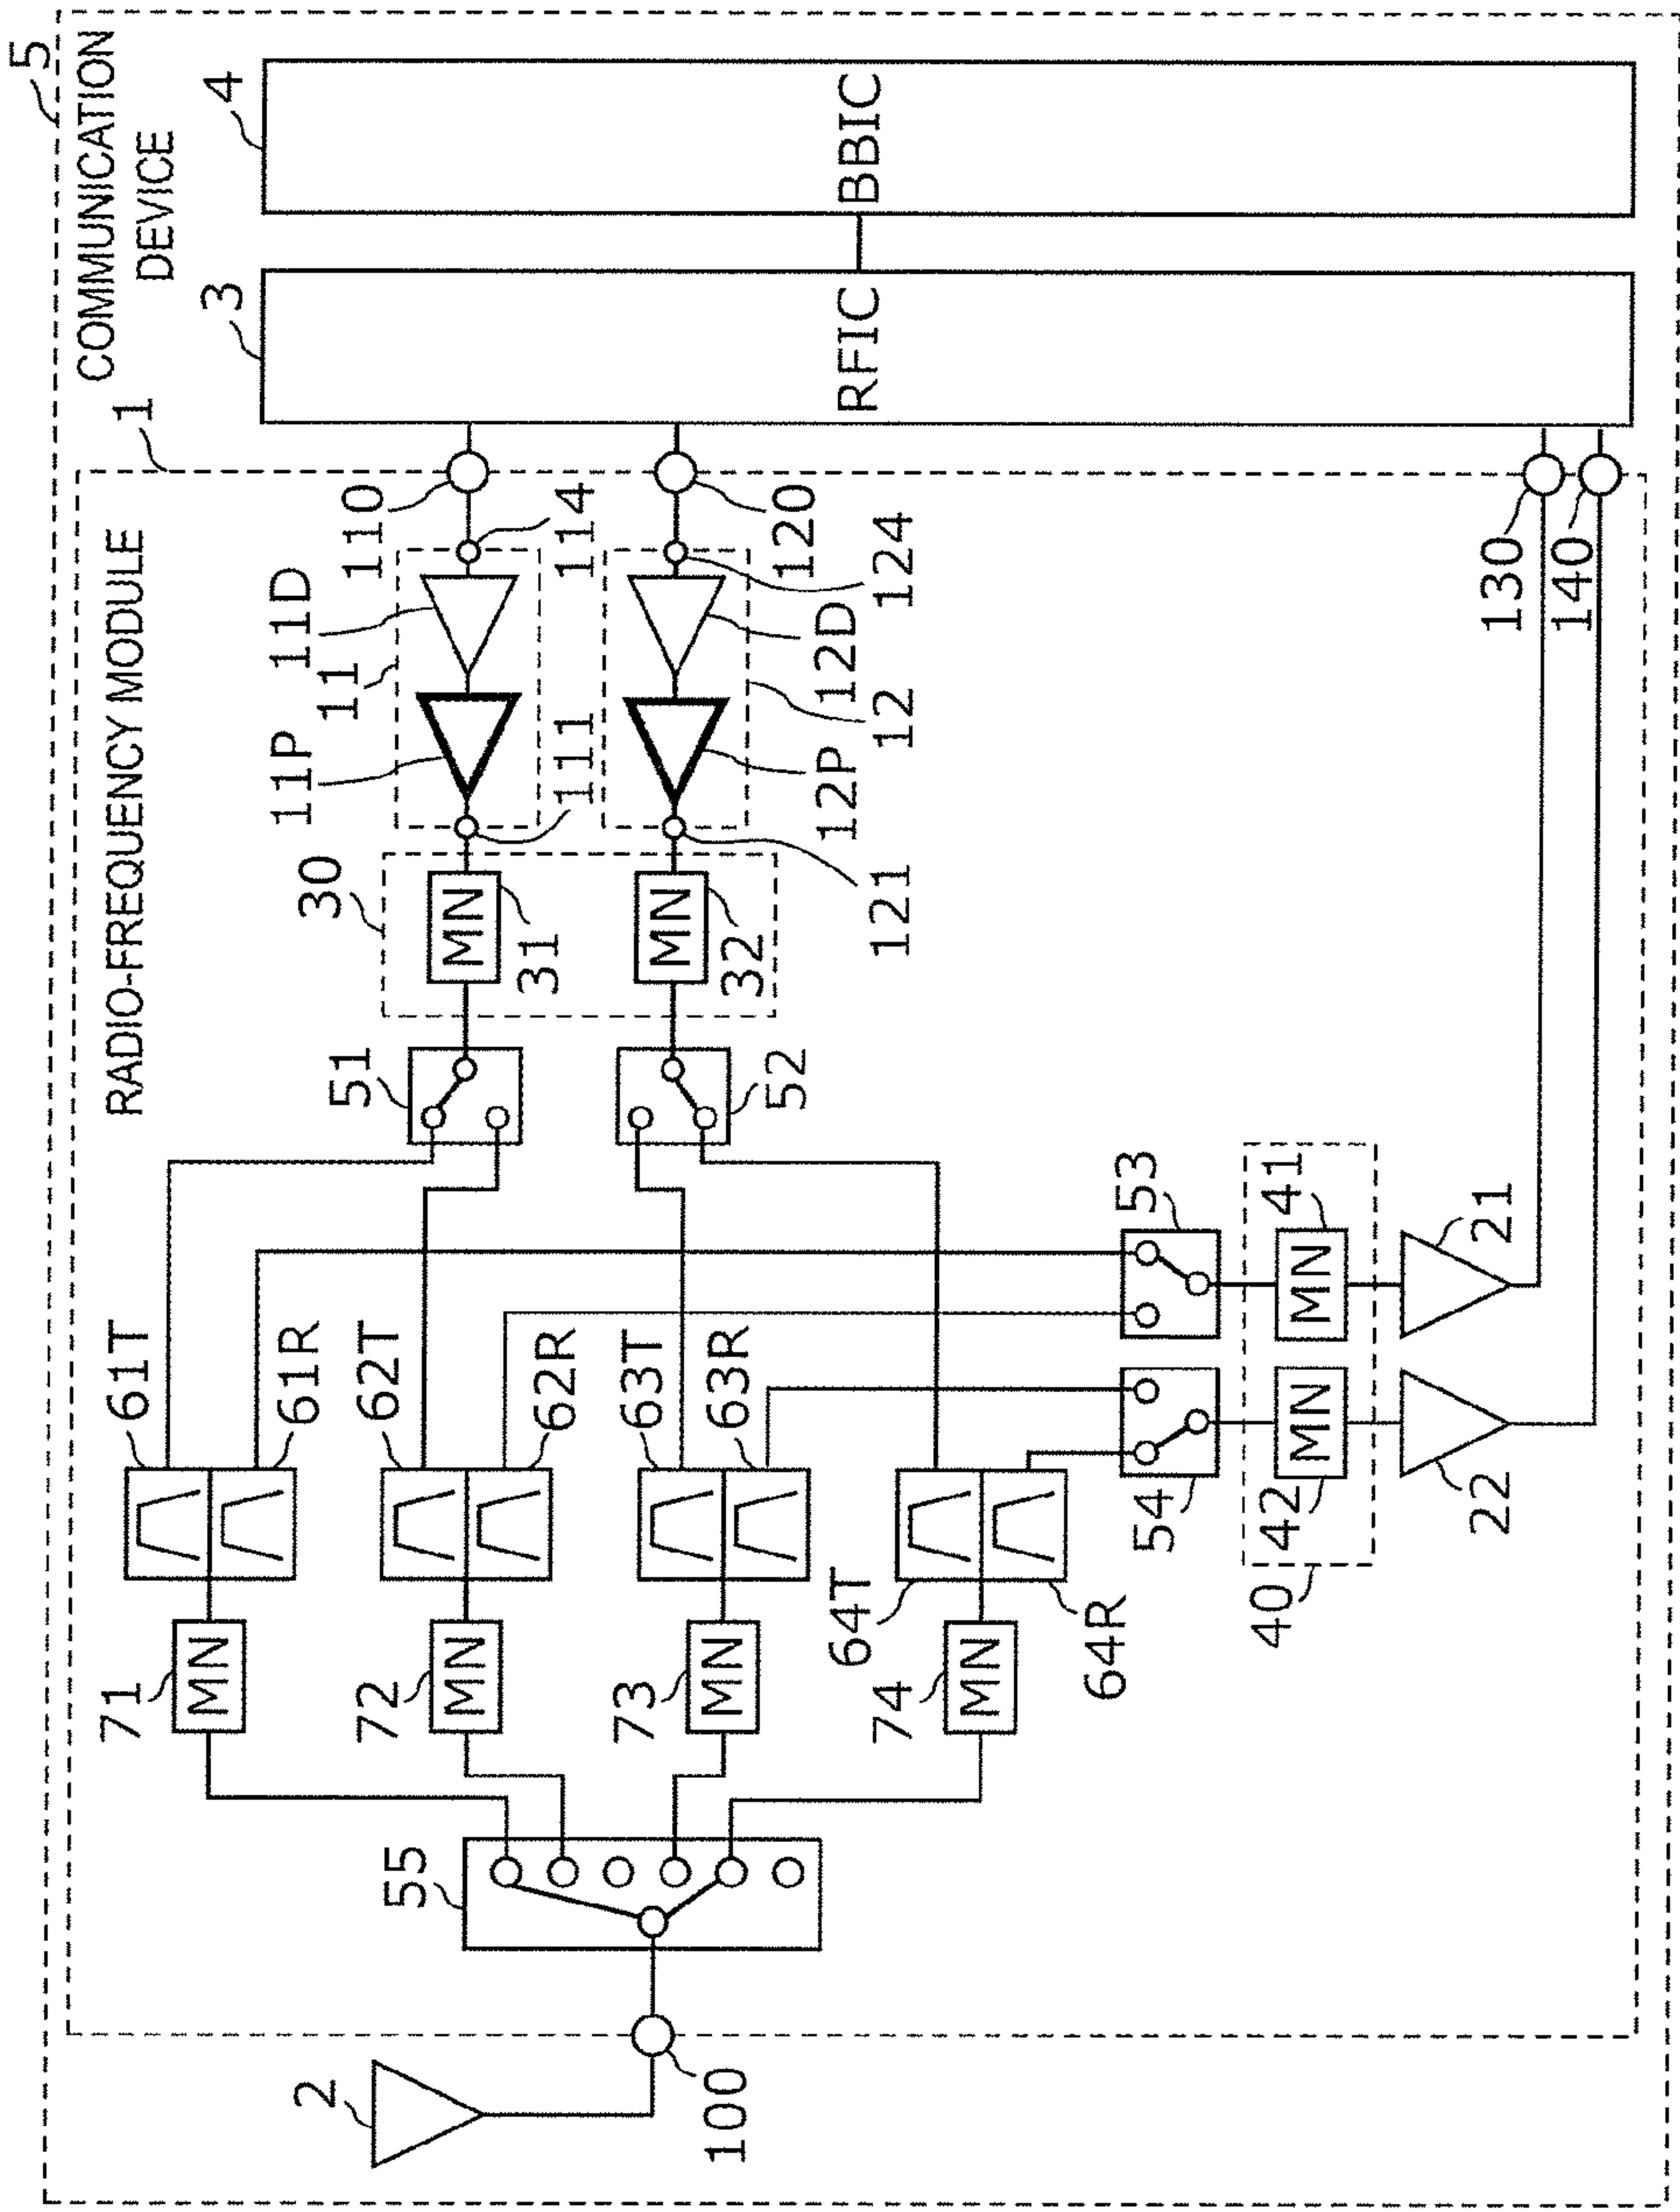 5
COMMUNICATION
DEVICE
1
RADIO-FREQUENCY MODULE
3
4
RFIC
BBIC
2
100
55
71
MN
72
MN
73
MN
74
MN
61T
61R
62T
62R
63T
63R
64T
64R
51
52
30
MN
31
MN
32
11P
11
11D
110
111
114
12P
12
12D
120
121
124
53
54
40
41
MN
42
MN
21
22
130
140